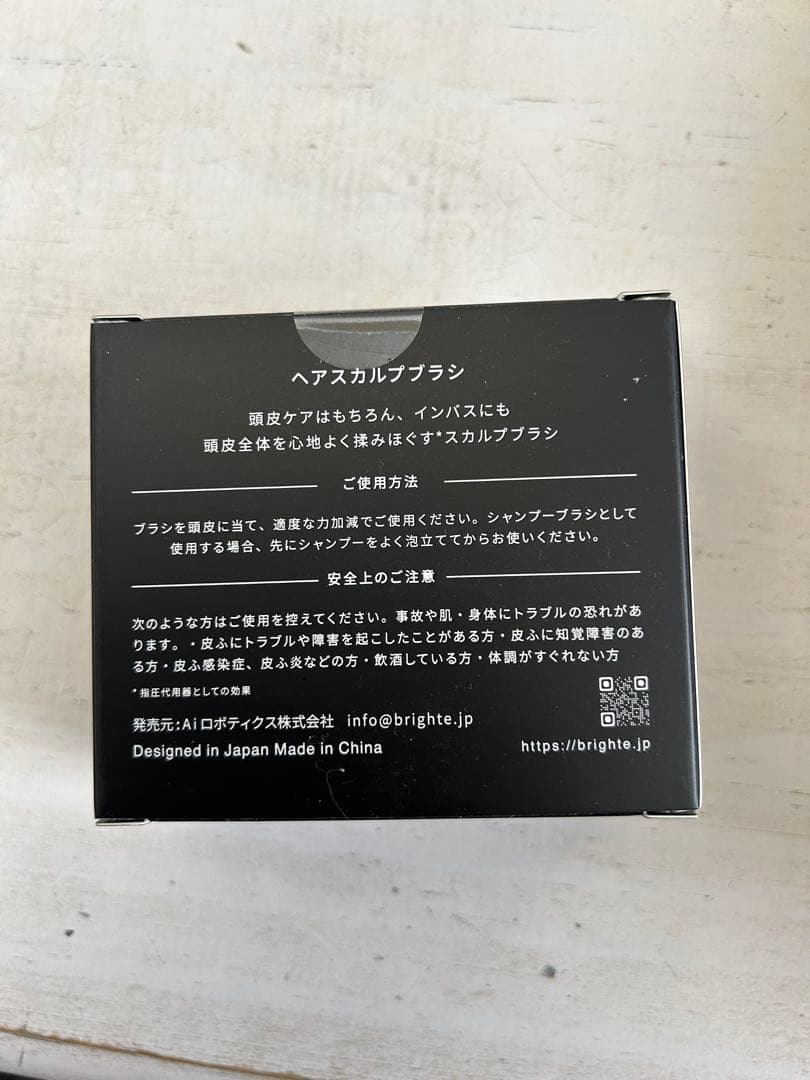 ヘアスカルプブラシ
頭皮ケアはもちろん、インバスにも
頭皮全体を心地よく揉みほぐす*スカルプブラシ
ご使用方法
ブラシを頭皮に当て、適度な力加減でご使用ください。シャンプーブラシとして
使用する場合、先にシャンプーをよく泡立ててからお使いください。
安全上のご注意
次のような方はご使用を控えてください。事故や肌・身体にトラブルの恐れがあ
ります。・皮ふにトラブルや障害を起こしたことがある方・皮ふに知覚障害のあ
る方・皮ふ感染症、皮ふ炎などの方・飲酒している方・体調がすぐれない方
* 指圧代用器としての効果
発売元:Aiロボティクス株式会社 info@brighte.jp
Designed in Japan Made in China
https://brighte.jp